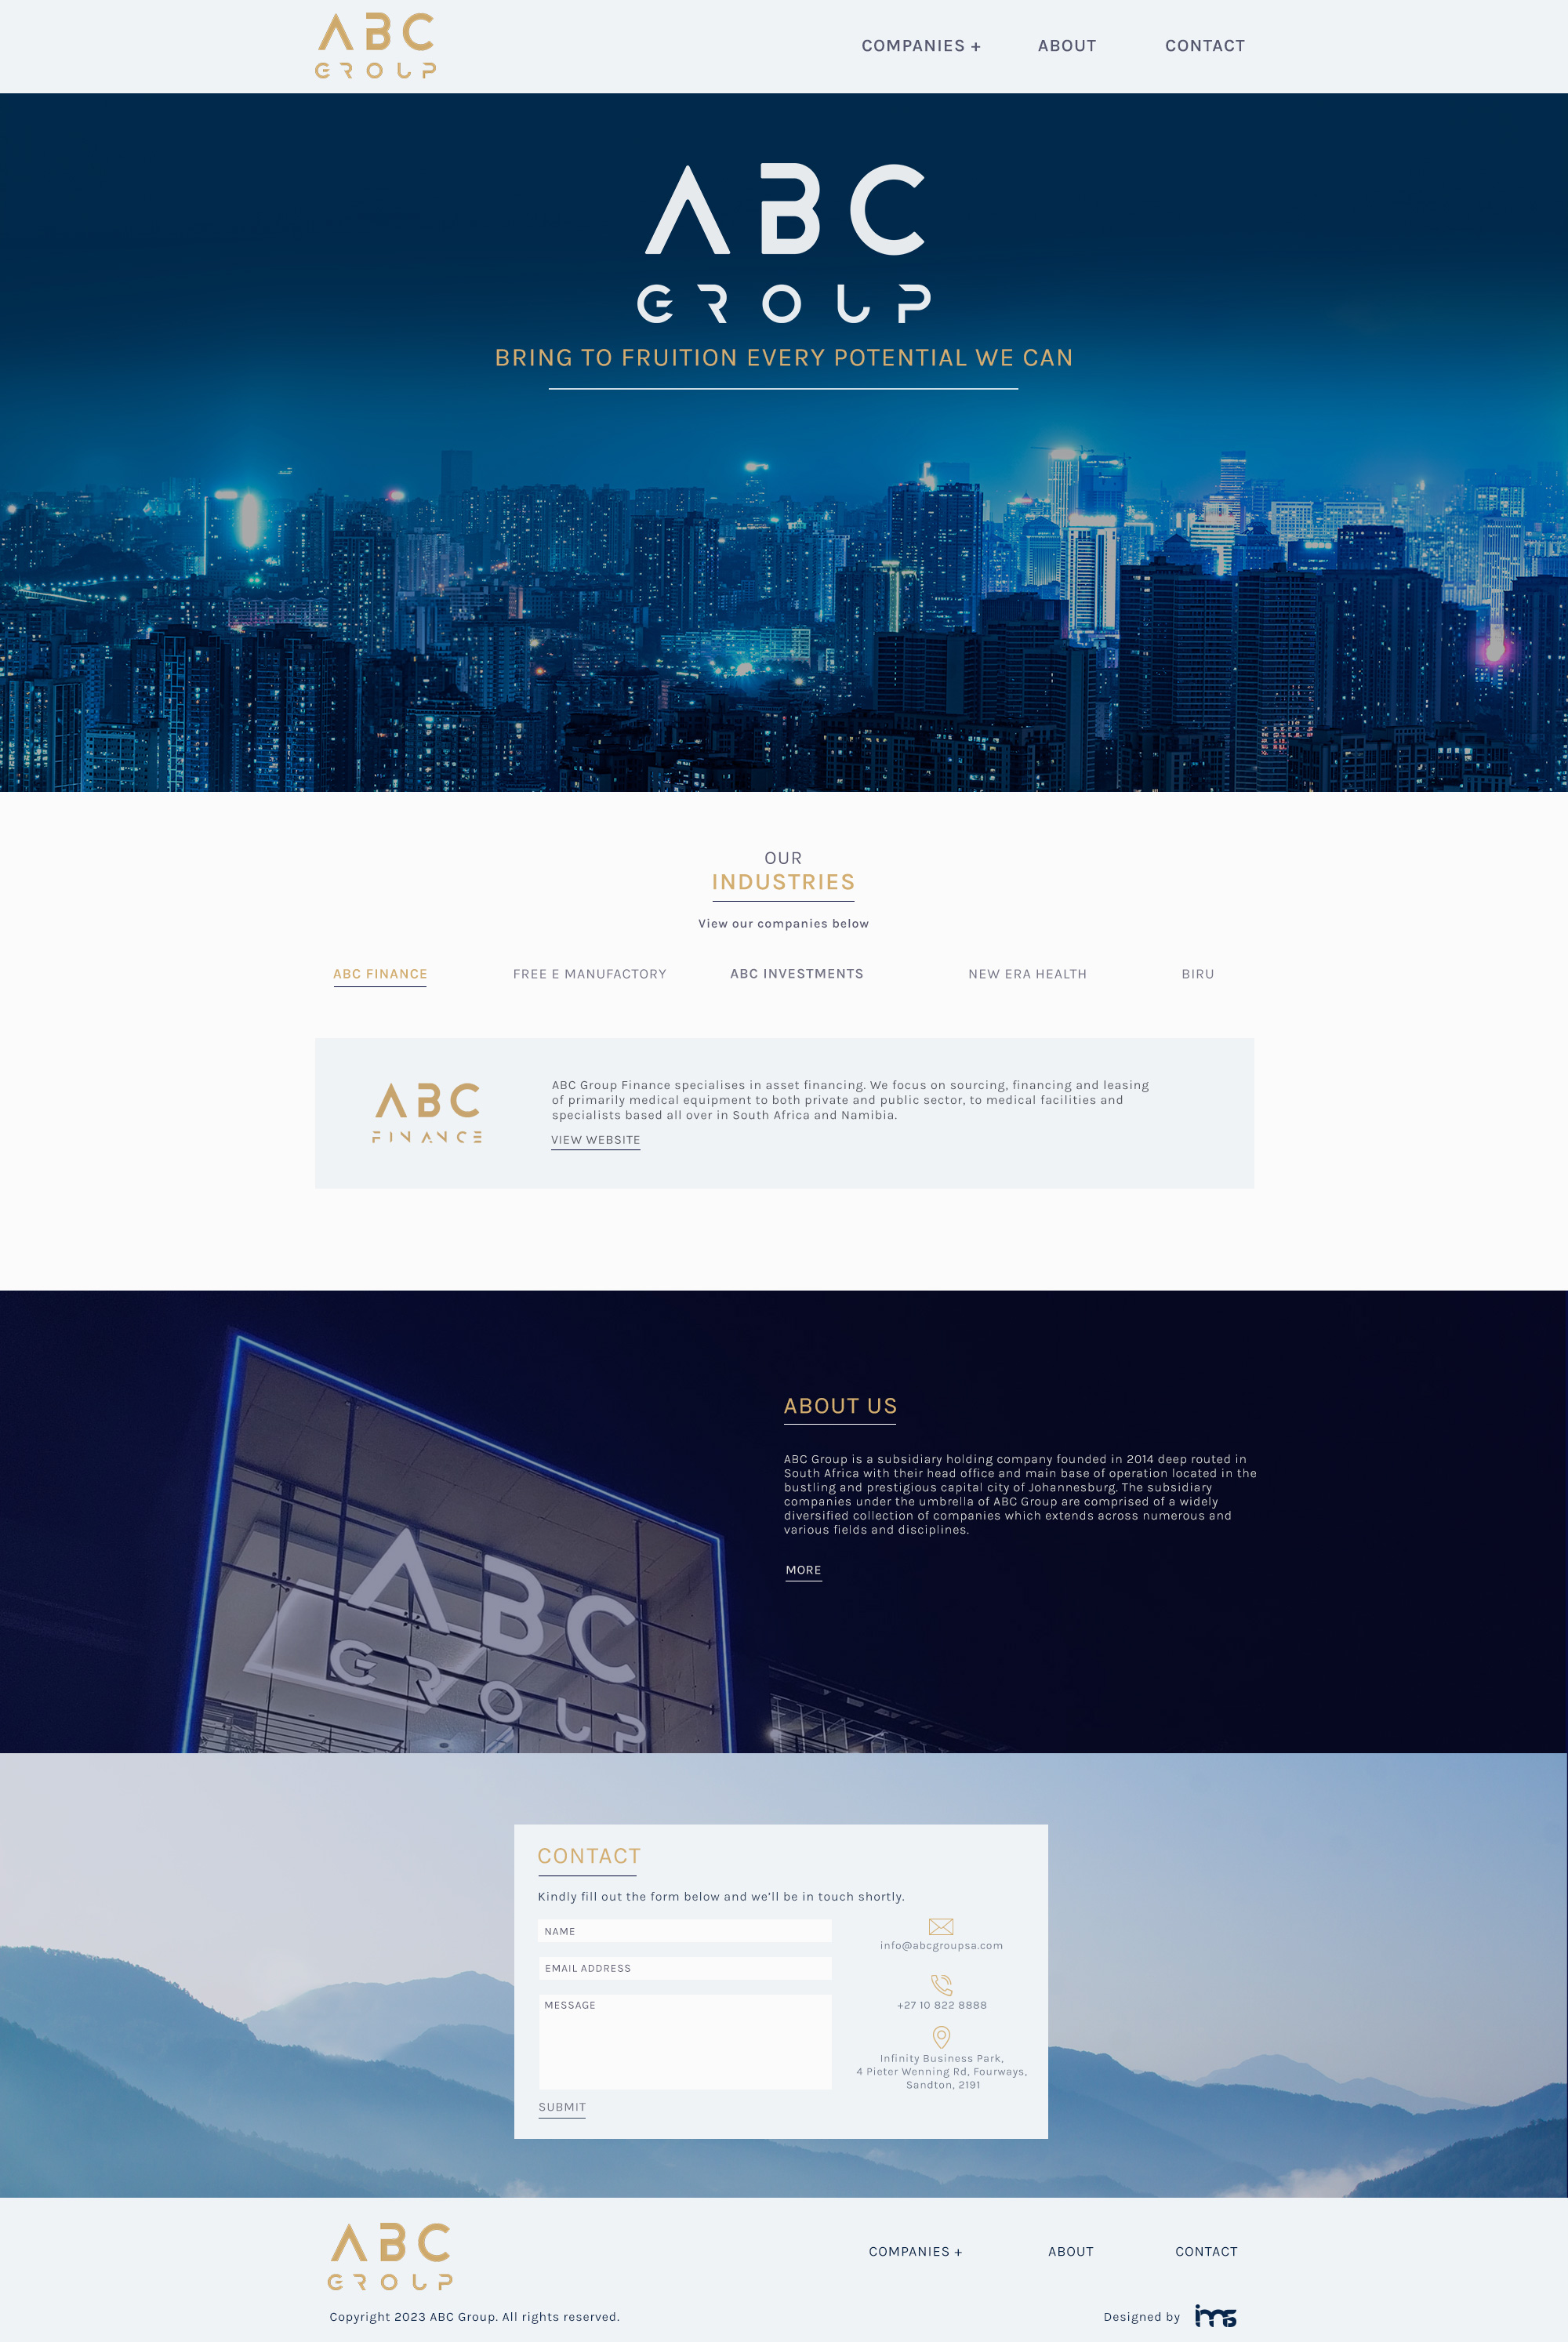 ABC
GROUP
COMPANIES +
ABOUT
CONTACT
ABC
GROUP
BRING TO FRUITION EVERY POTENTIAL WE CAN
OUR
INDUSTRIES
View our companies below
ABC FINANCE
FREE E MANUFACTORY
ABC INVESTMENTS
NEW ERA HEALTH
BIRU
ABC
FINANCE
ABC Group Finance specialises in asset financing. We focus on sourcing, financing and leasing
of primarily medical equipment to both private and public sector, to medical facilities and
specialists based all over in South Africa and Namibia.
VIEW WEBSITE
ABC
GROUP
ABOUT US
ABC Group is a subsidiary holding company founded in 2014 deep routed in
South Africa with their head office and main base of operation located in the
bustling and prestigious capital city of Johannesburg. The subsidiary
companies under the umbrella of ABC Group are comprised of a widely
diversified collection of companies which extends across numerous and
various fields and disciplines.
MORE
CONTACT
Kindly fill out the form below and we'll be in touch shortly.
NAME
EMAIL ADDRESS
MESSAGE
SUBMIT
info@abcgroupsa.com
+27 10 822 8888
Infinity Business Park,
4 Pieter Wenning Rd, Fourways,
Sandton, 2191
ABC
GROUP
COMPANIES +
ABOUT
CONTACT
Copyright 2023 ABC Group. All rights reserved.
Designed by